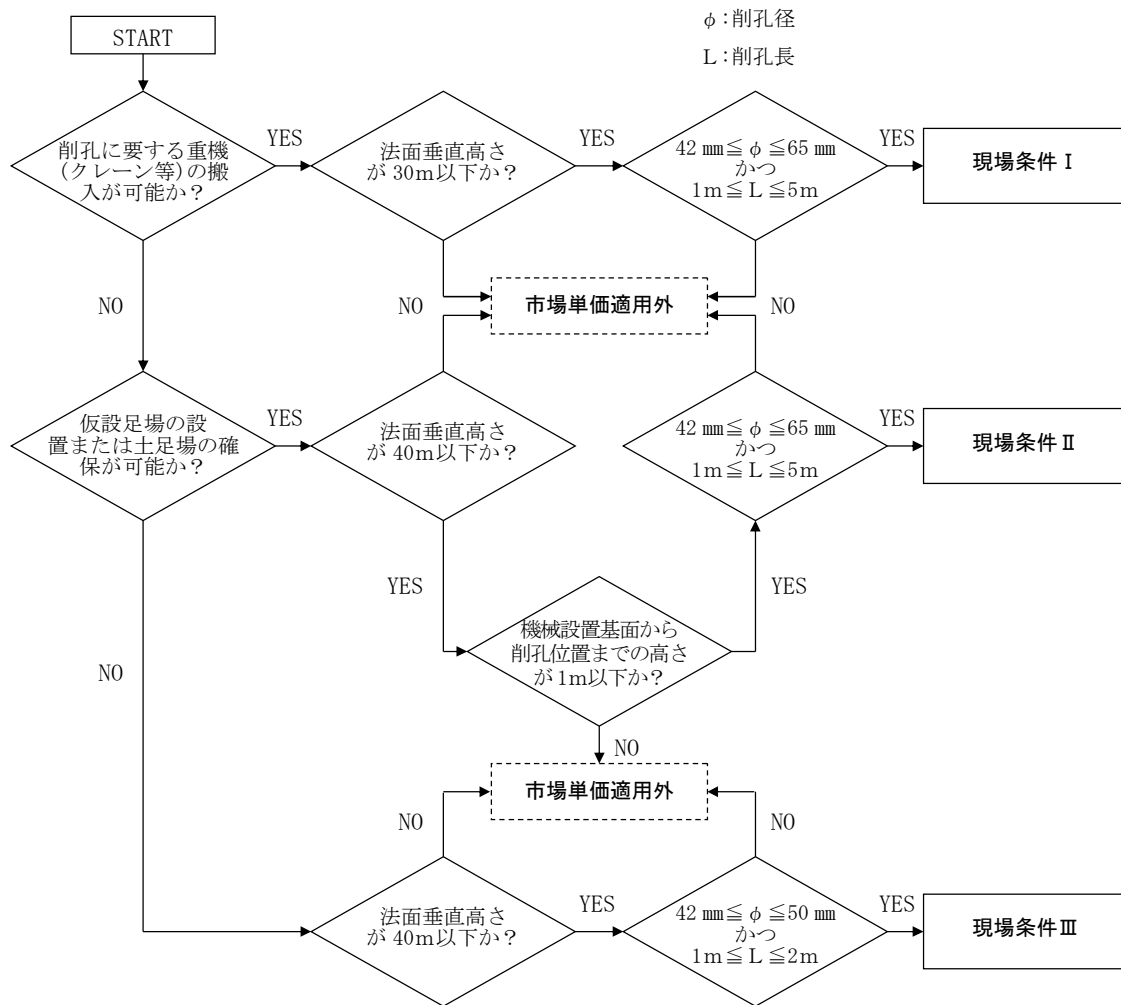 φ:削孔径
L:削孔長
START
削孔に要する重機
(クレーン等)の搬
入が可能か?
YES
法面垂直高さ
が 30m以下か?
YES
42 ㎜≦ φ ≦65 ㎜
かつ
1m≦ L ≦5m
YES
現場条件Ⅰ
NO
NO
市場単価適用外
NO
仮設足場の設
置または土足場の確
保が可能か?
YES
法面垂直高さ
が 40m以下か?
42 ㎜≦ φ ≦65 ㎜
かつ
1m≦ L ≦5m
YES
現場条件Ⅱ
YES
機械設置基面から
削孔位置までの高さ
が 1m以下か?
YES
NO
NO
市場単価適用外
NO
NO
法面垂直高さ
が 40m以下か?
YES
42 ㎜≦ φ ≦50 ㎜
かつ
1m≦ L ≦2m
YES
現場条件Ⅲ